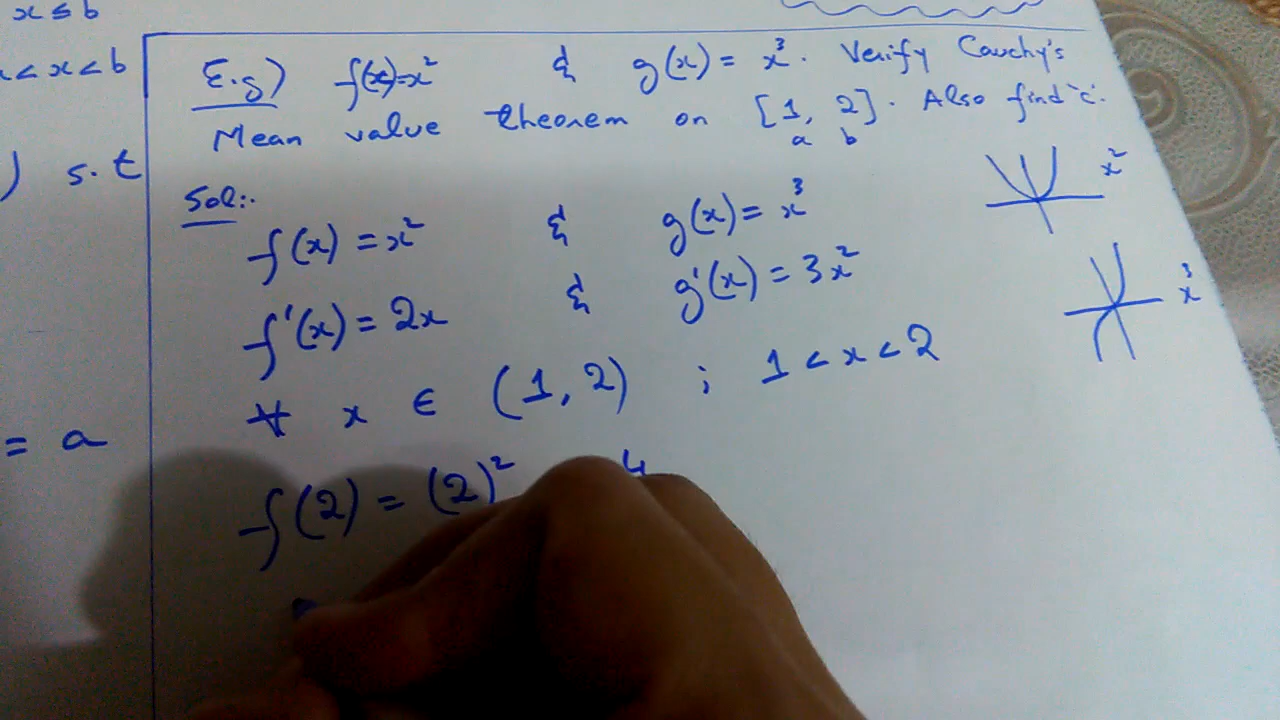 x ≤ b
< x < b
) s.t
= a
E.g) f(x)=x² & g(x) = x³. Verify Cauchy's
Mean value theorem on [1, 2]. Also find 'c'.
a b
Sol:.
f(x) = x² & g(x) = x³
f'(x) = 2x & g'(x) = 3x²
∀ x ∈ (1, 2) ; 1 < x < 2
f(2) = (2)² 4
x²
x³